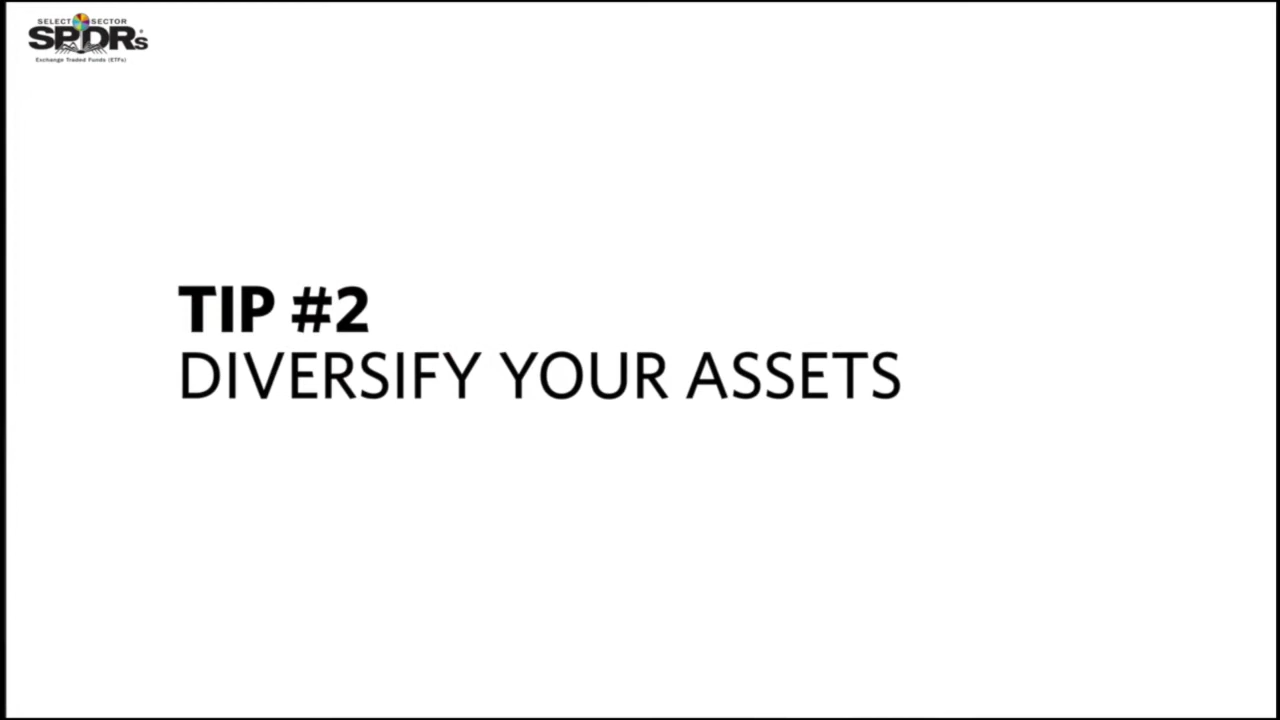 SELECT SECTOR
SPDRs
Exchange Traded Funds (ETFs)
TIP #2
DIVERSIFY YOUR ASSETS